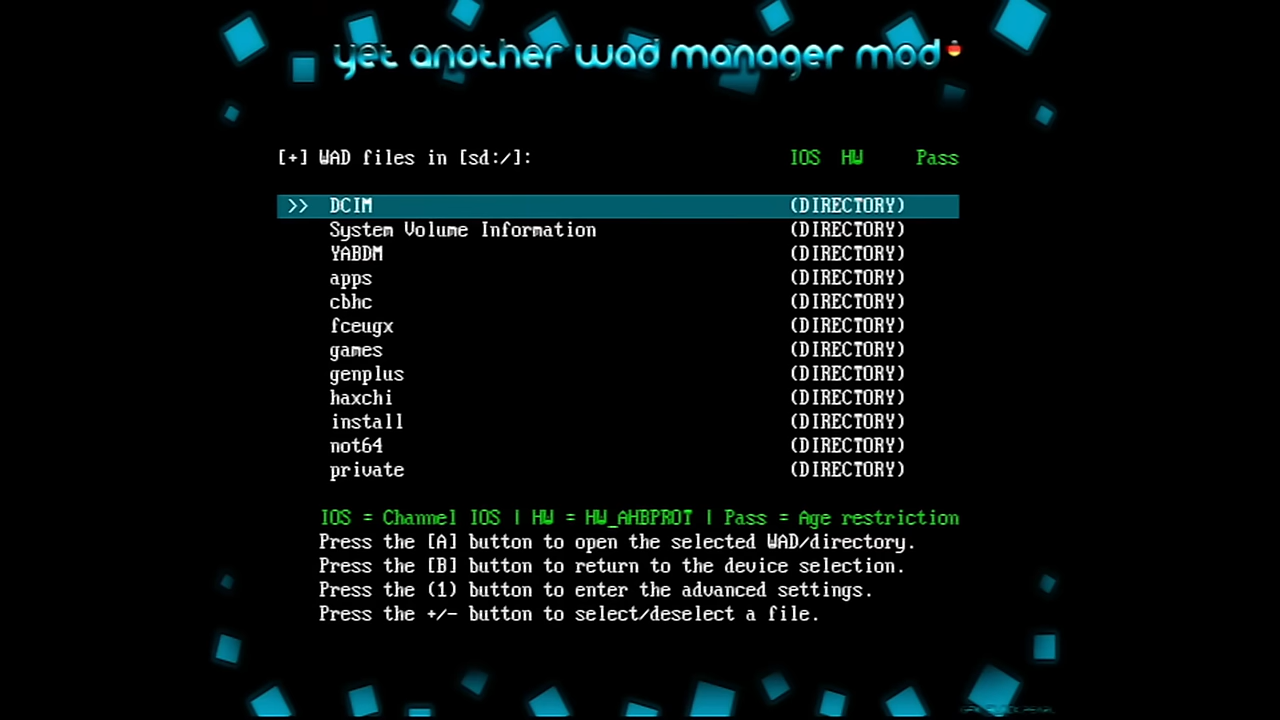 yet another wad manager mod
[+] WAD files in [sd:/]: IOS HW Pass
>> DCIM (DIRECTORY)
System Volume Information (DIRECTORY)
YABDM (DIRECTORY)
apps (DIRECTORY)
cbhc (DIRECTORY)
fceugx (DIRECTORY)
games (DIRECTORY)
genplus (DIRECTORY)
haxchi (DIRECTORY)
install (DIRECTORY)
not64 (DIRECTORY)
private (DIRECTORY)
IOS = Channel IOS | HW = HW_AHBPROT | Pass = Age restriction
Press the [A] button to open the selected WAD/directory.
Press the [B] button to return to the device selection.
Press the (1) button to enter the advanced settings.
Press the +/- button to select/deselect a file.